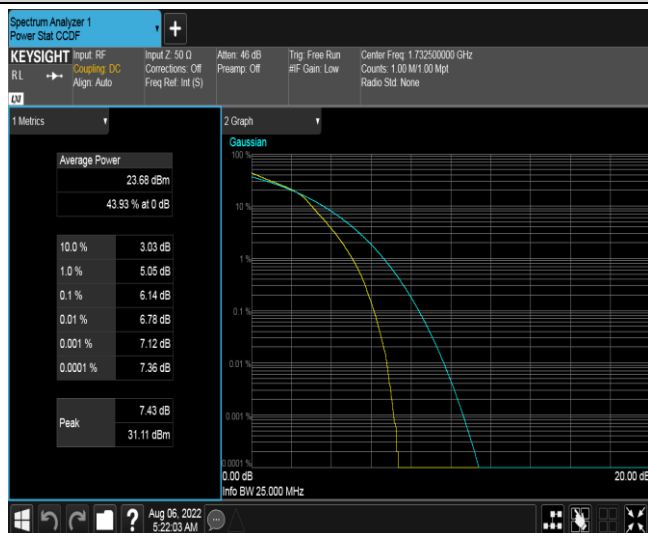 Spectrum Analyzer 1
Power Stat CCDF
+
KEYSIGHT
RL
LXI
Input: RF
Coupling: DC
Align: Auto
Input Z: 50 Ω
Corrections: Off
Freq Ref: Int (S)
Atten: 46 dB
Preamp: Off
Trig: Free Run
#IF Gain: Low
Center Freq: 1.732500000 GHz
Counts: 1.00 M/1.00 Mpt
Radio Std: None
1 Metrics
Average Power
23.68 dBm
43.93 % at 0 dB
10.0 % 3.03 dB
1.0 % 5.05 dB
0.1 % 6.14 dB
0.01 % 6.78 dB
0.001 % 7.12 dB
0.0001 % 7.36 dB
Peak
7.43 dB
31.11 dBm
2 Graph
Gaussian
100 %
10 %
1 %
0.1 %
0.01 %
0.001 %
0.0001 %
0.00 dB 20.00 dB
Info BW 25.000 MHz
?
Aug 06, 2022
5:22:03 AM